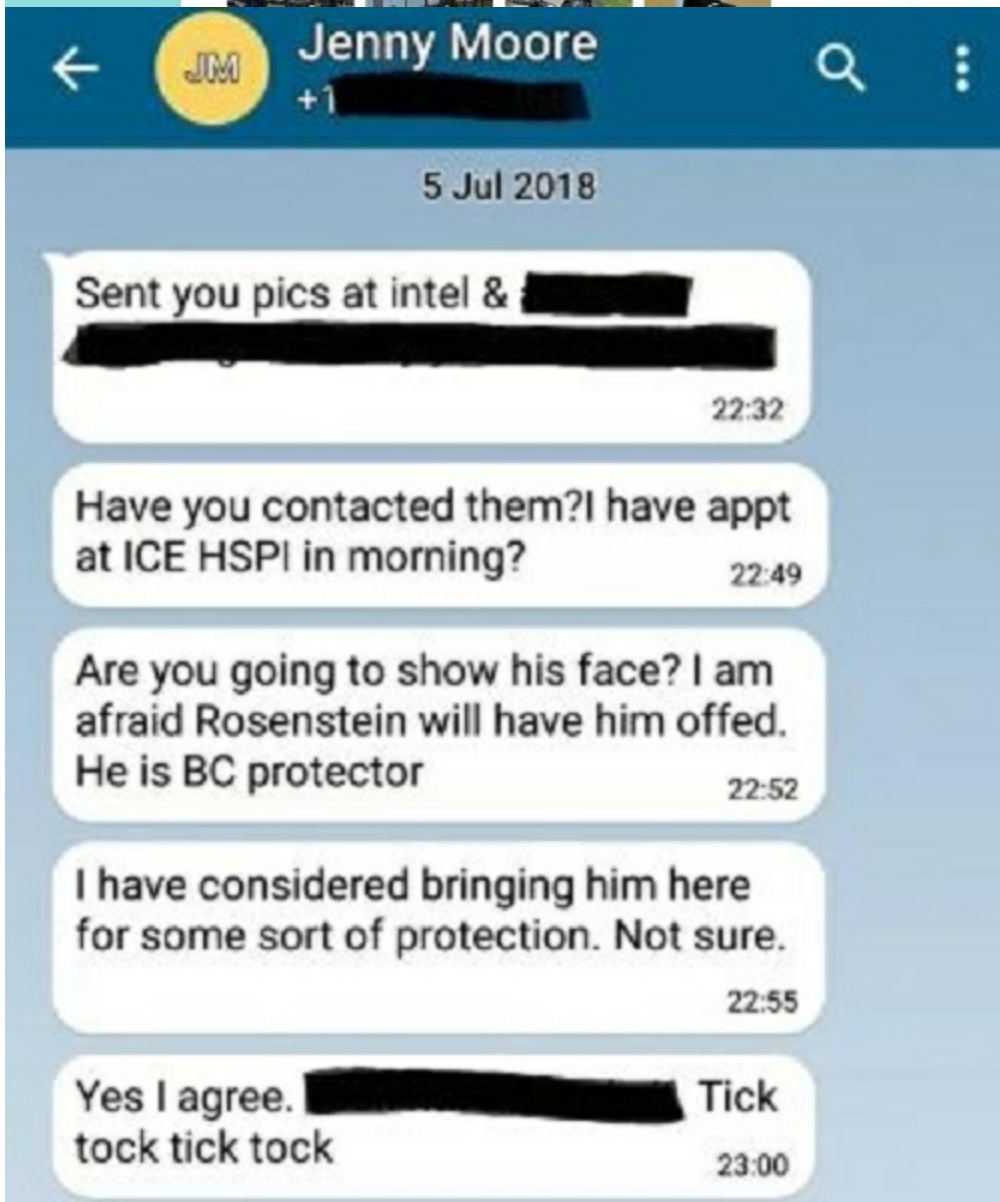 JM
Jenny Moore
+1
5 Jul 2018
Sent you pics at intel &
22:32
Have you contacted them?I have appt
at ICE HSPI in morning?
22:49
Are you going to show his face? I am
afraid Rosenstein will have him offed.
He is BC protector
22:52
I have considered bringing him here
for some sort of protection. Not sure.
22:55
Yes I agree. Tick
tock tick tock
23:00